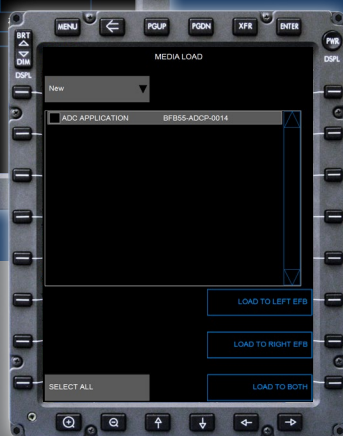 BRT
DIM
DSPL
MENU
PGUP
PGDN
XFR
ENTER
PWR
DSPL
MEDIA LOAD
New
ADC APPLICATION BFB55-ADCP-0014
LOAD TO LEFT EFB
LOAD TO RIGHT EFB
SELECT ALL LOAD TO BOTH